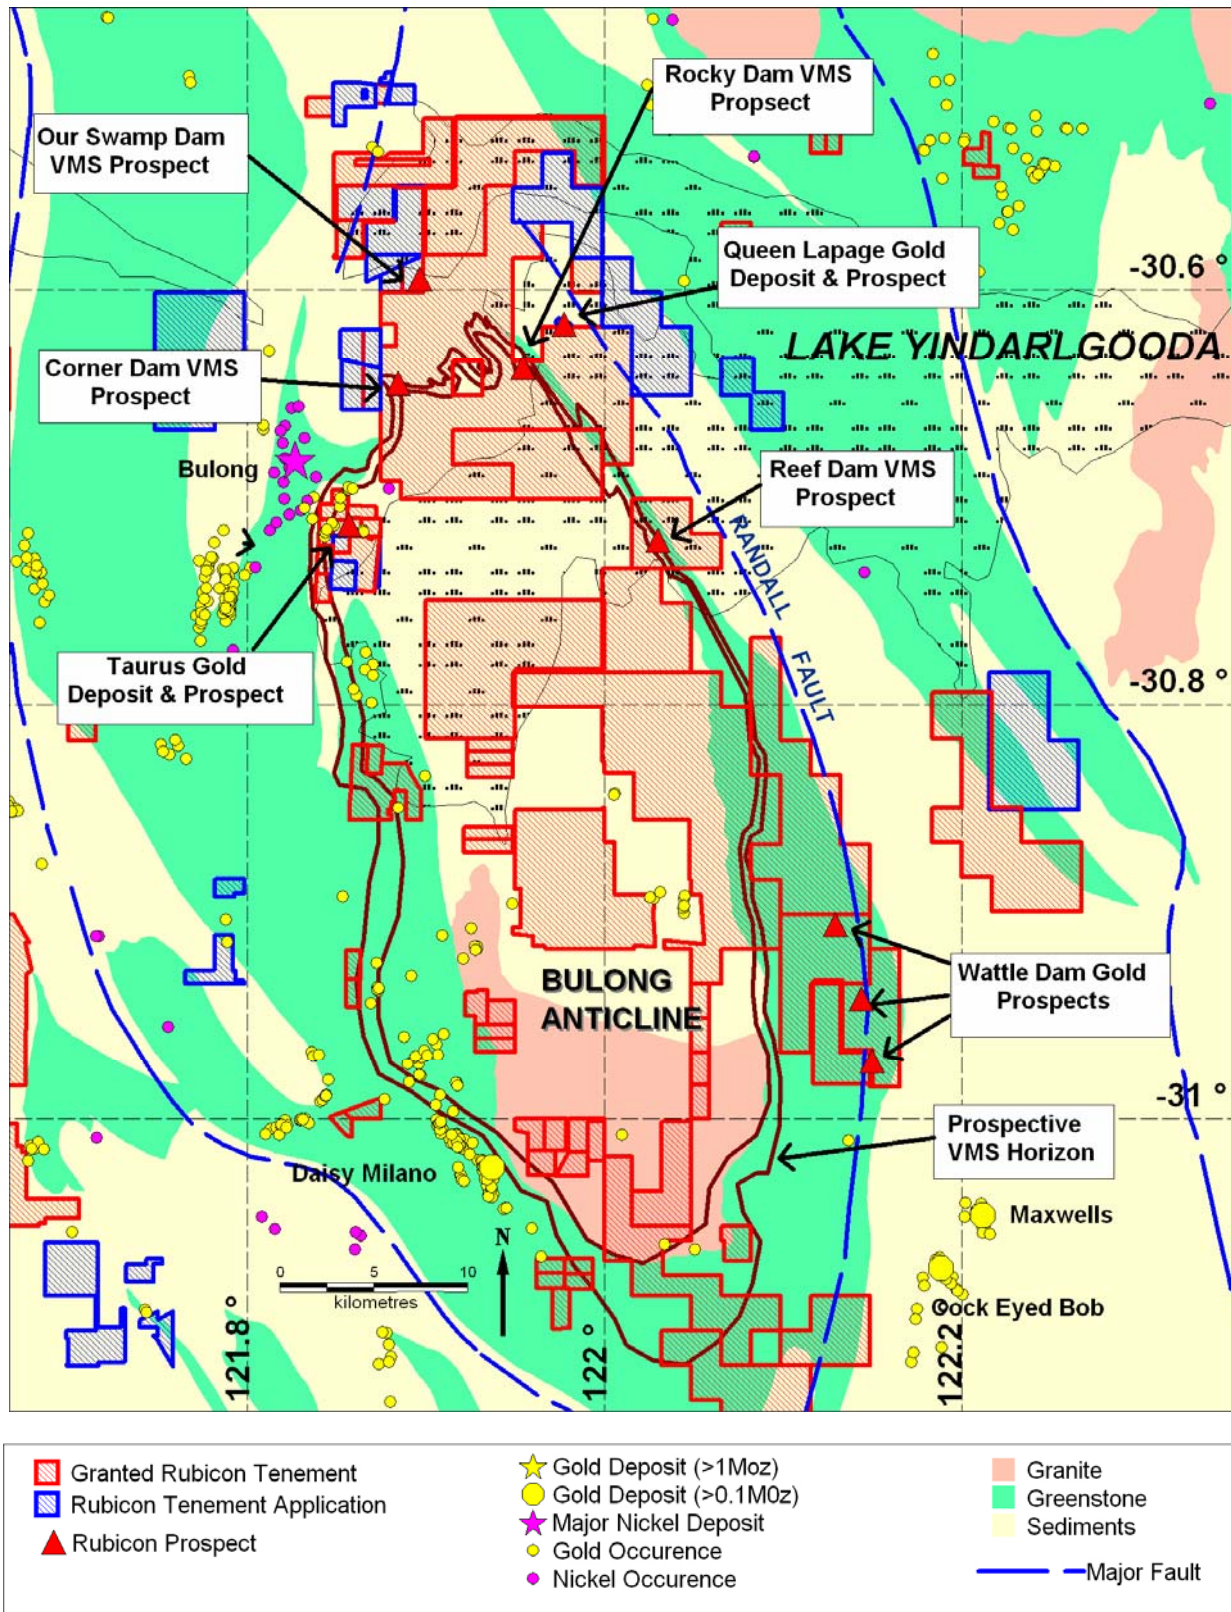 Rocky Dam VMS
Propsect
Our Swamp Dam
VMS Prospect
Queen Lapage Gold
Deposit & Prospect
-30.6 °
LAKE YINDARLGOODA
Corner Dam VMS
Prospect
Bulong
Reef Dam VMS
Prospect
RANDALL
FAULT
Taurus Gold
Deposit & Prospect
-30.8 °
BULONG
ANTICLINE
Wattle Dam Gold
Prospects
-31 °
Prospective
VMS Horizon
Daisy Milano
Maxwells
N
0 5 10
kilometres
Cock Eyed Bob
121.8 °
122 °
122.2 °
Granted Rubicon Tenement
Rubicon Tenement Application
Rubicon Prospect
Gold Deposit (>1Moz)
Gold Deposit (>0.1M0z)
Major Nickel Deposit
Gold Occurence
Nickel Occurence
Granite
Greenstone
Sediments
Major Fault